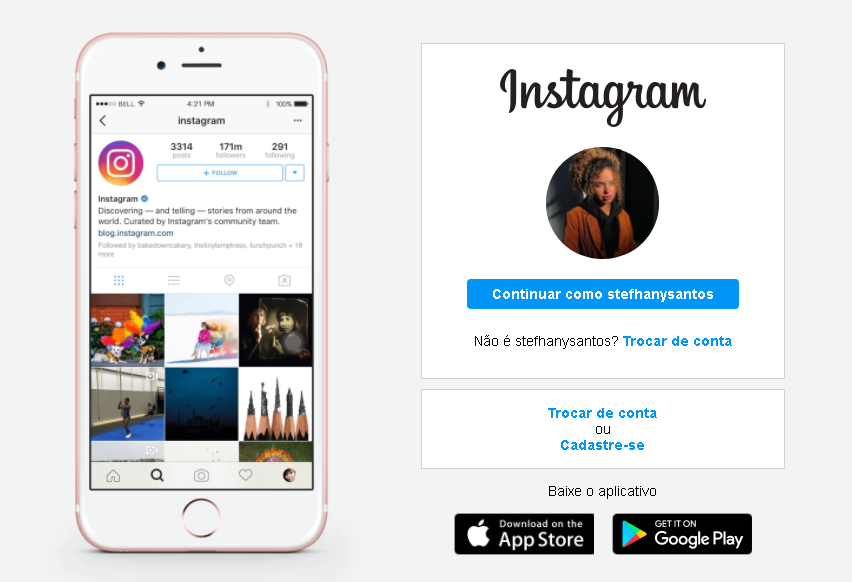 ●●●○○ BELL
4:21 PM
100%
instagram
3314
171m
291
posts
followers
following
+ FOLLOW
Instagram
Discovering — and telling — stories from around the
world. Curated by Instagram's community team.
blog.instagram.com
Followed by bakedowncakery, thetinytemptress, lunchpunch + 18
more
Instagram
Continuar como stefhanysantos
Não é stefhanysantos? Trocar de conta
Trocar de conta
ou
Cadastre-se
Baixe o aplicativo
Download on the
App Store
GET IT ON
Google Play